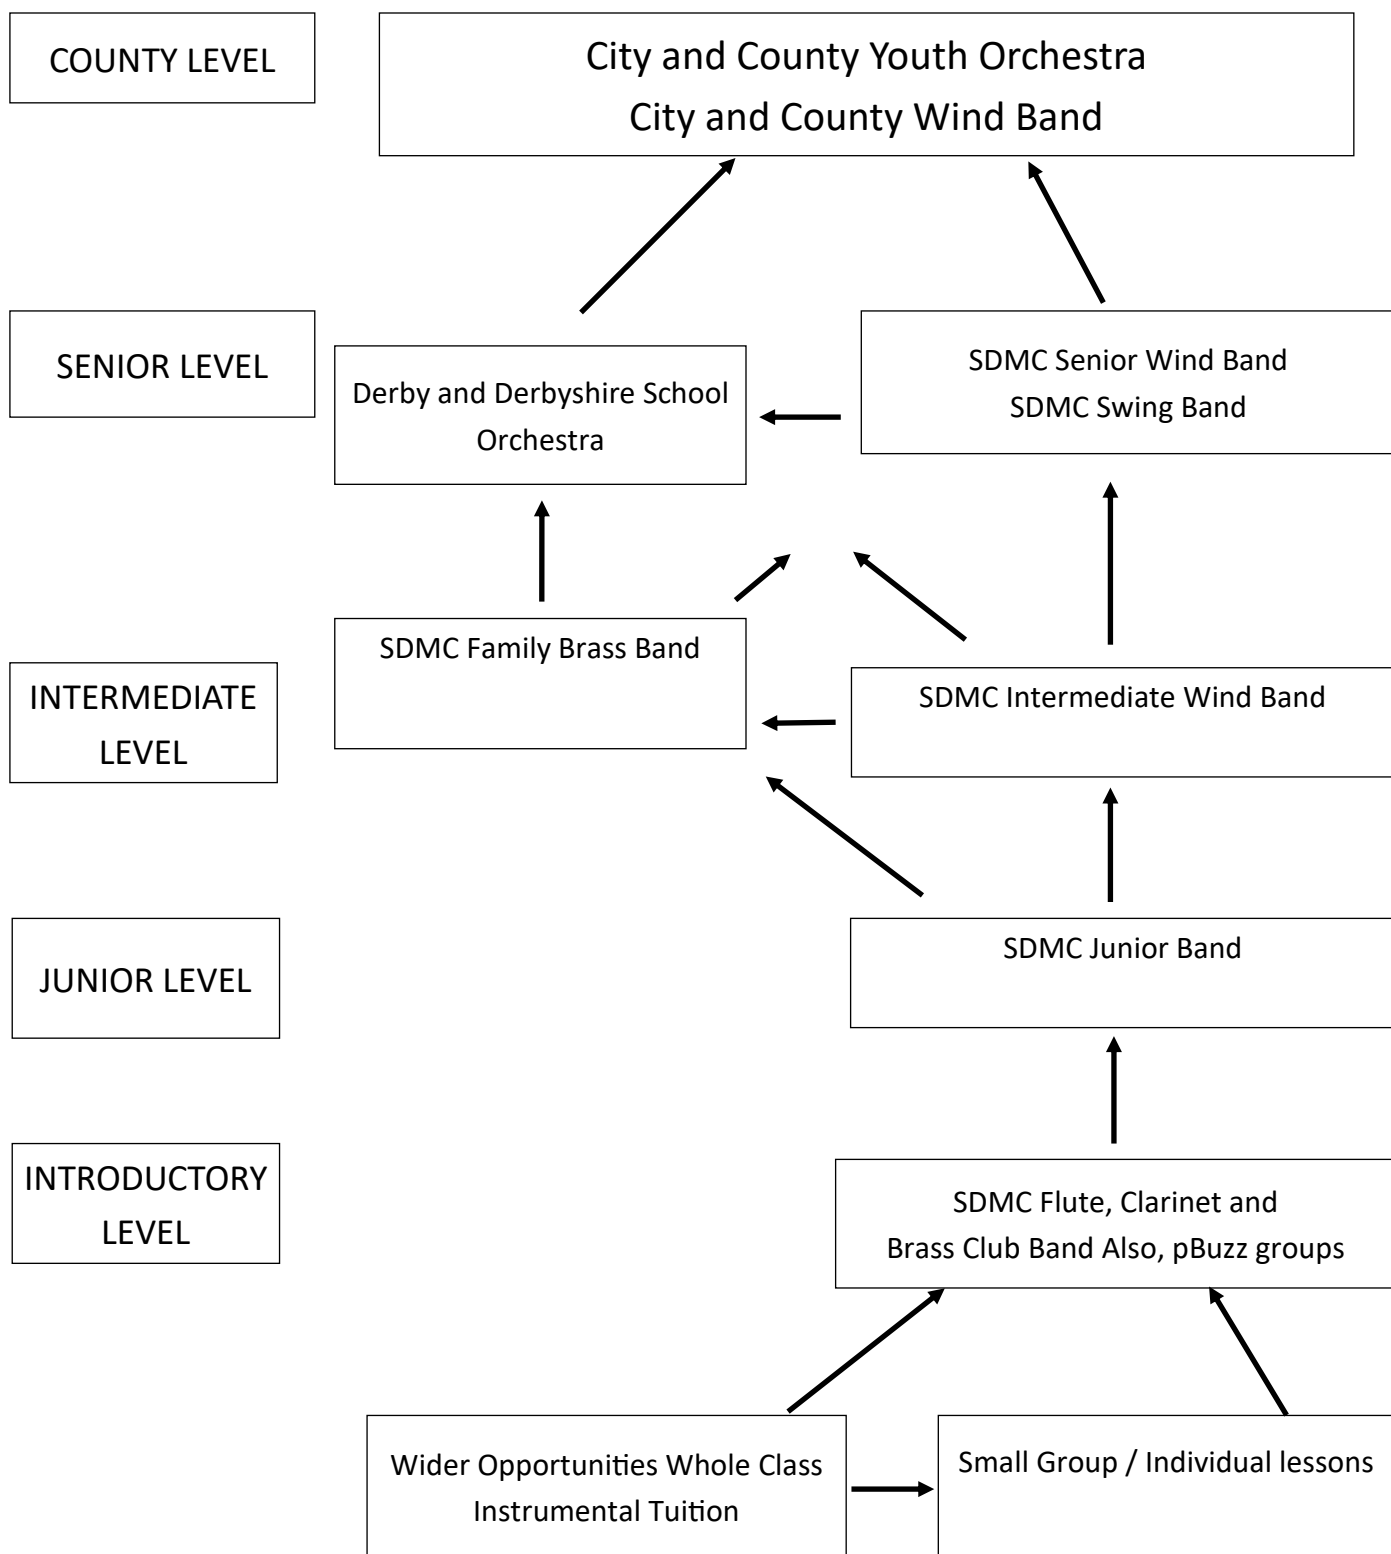 COUNTY LEVEL
City and County Youth Orchestra
City and County Wind Band
SENIOR LEVEL
Derby and Derbyshire School
Orchestra
SDMC Senior Wind Band
SDMC Swing Band
INTERMEDIATE
LEVEL
SDMC Family Brass Band
SDMC Intermediate Wind Band
JUNIOR LEVEL
SDMC Junior Band
INTRODUCTORY
LEVEL
SDMC Flute, Clarinet and
Brass Club Band Also, pBuzz groups
Wider Opportunities Whole Class
Instrumental Tuition
Small Group / Individual lessons